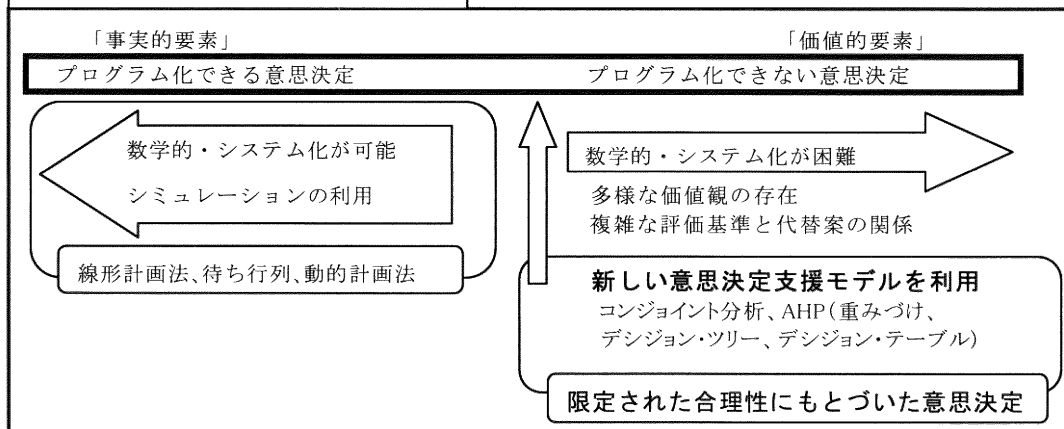 「事実的要素」
「価値的要素」
プログラム化できる意思決定
プログラム化できない意思決定
数学的・システム化が可能
シミュレーションの利用
線形計画法、待ち行列、動的計画法
数学的・システム化が困難
多様な価値観の存在
複雑な評価基準と代替案の関係
新しい意思決定支援モデルを利用
コンジョイント分析、AHP(重みづけ、
デシジョン・ツリー、デシジョン・テーブル)
限定された合理性にもとづいた意思決定